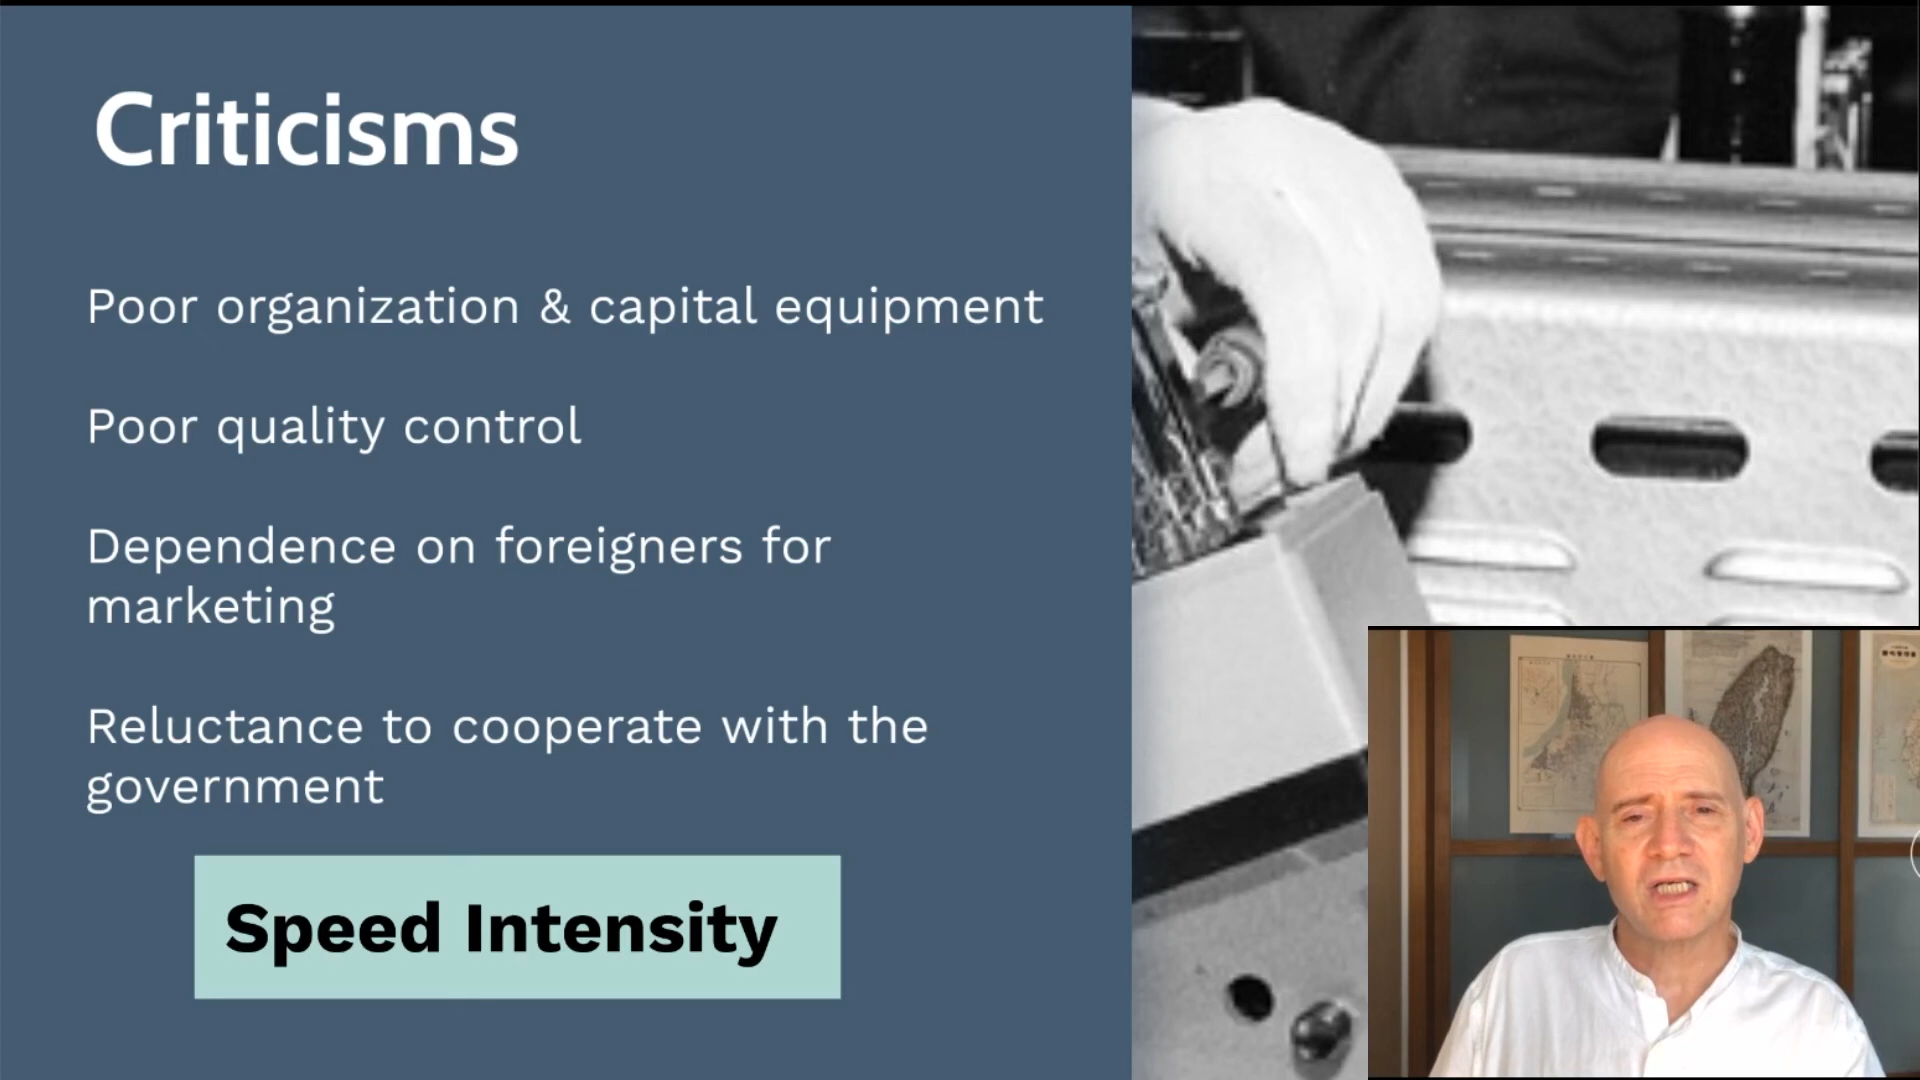 Criticisms
Poor organization & capital equipment
Poor quality control
Dependence on foreigners for
marketing
Reluctance to cooperate with the
government
Speed Intensity